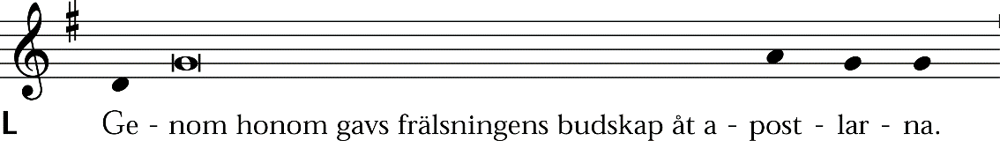 L Ge - nom honom gavs frälsningens budskap åt a - post - lar - na.